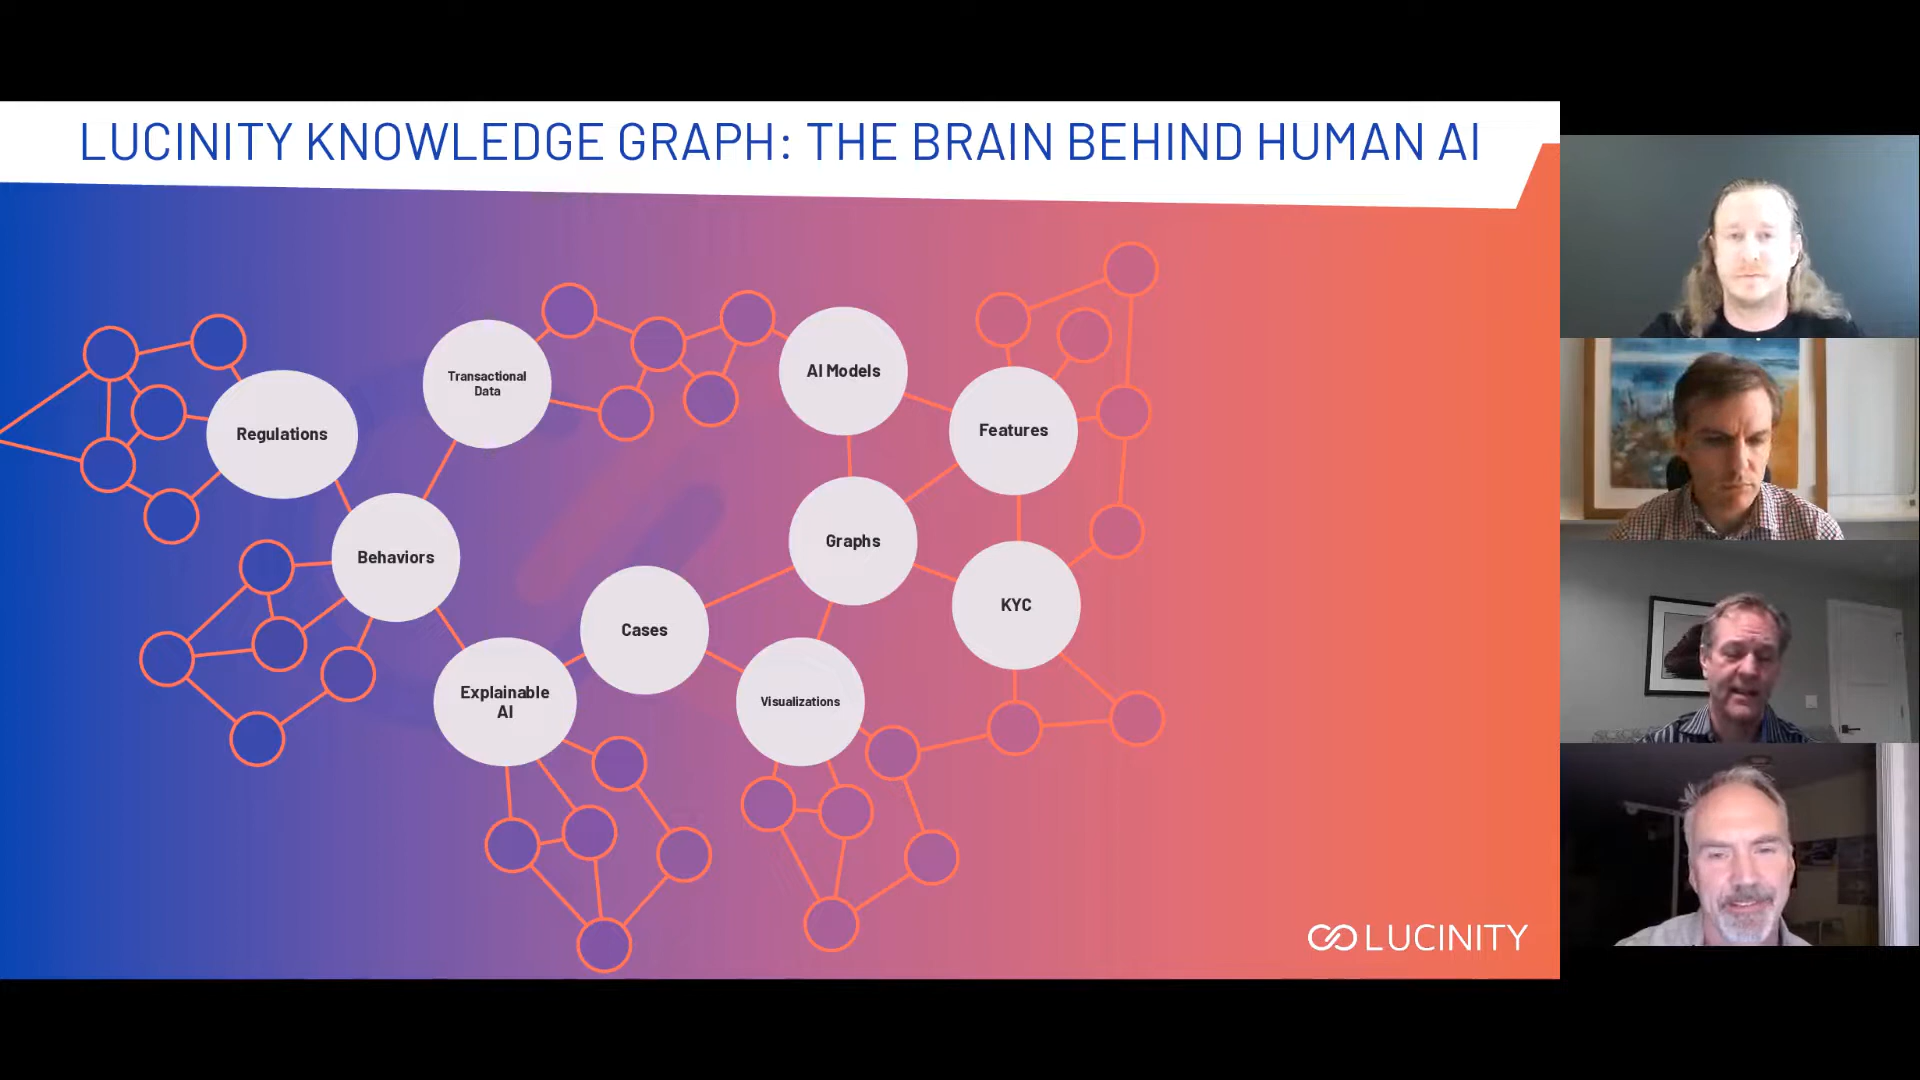 LUCINITY KNOWLEDGE GRAPH: THE BRAIN BEHIND HUMAN AI
Transactional
Data
AI Models
Regulations
Features
Behaviors
Graphs
Cases
KYC
Explainable
AI
Visualizations
LUCINITY